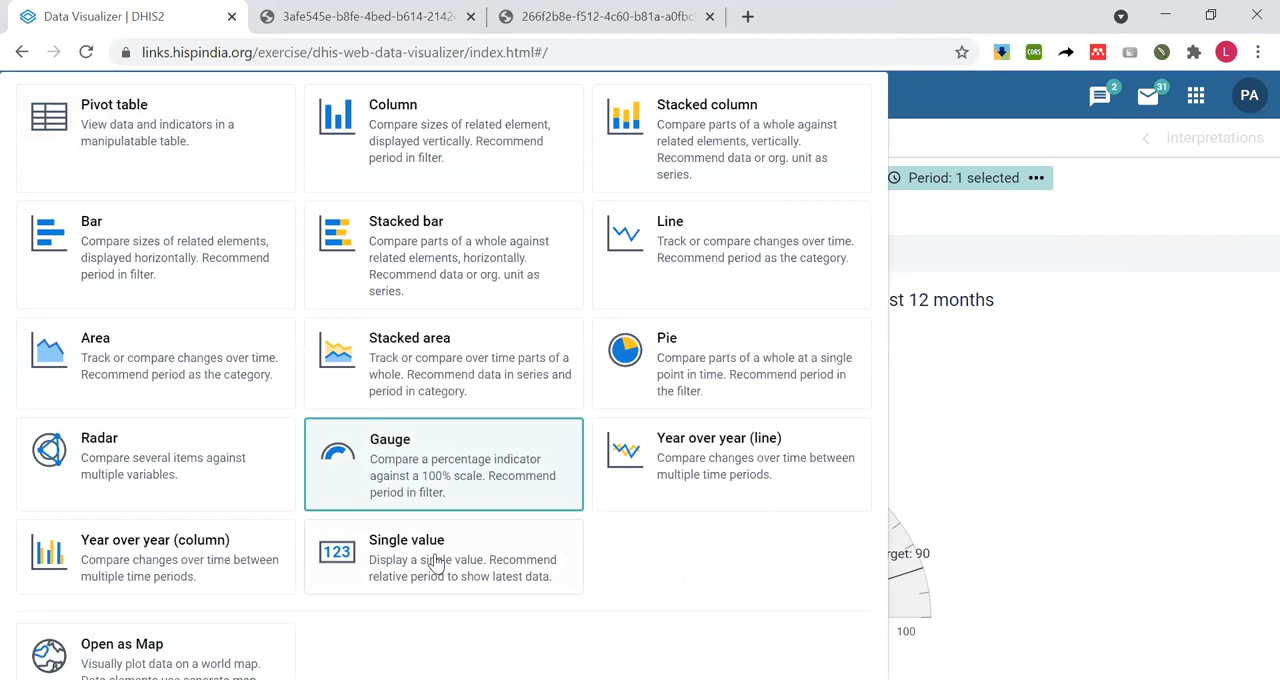 Data Visualizer | DHIS2
3afe545e-b8fe-4bed-b614-2142
266f2b8e-f512-4c60-b81a-a0fbc
links.hispindia.org/exercise/dhis-web-data-visualizer/index.html#/
CORS
L
2
31
PA
Interpretations
Period: 1 selected
Pivot table
View data and indicators in a
manipulatable table.
Column
Compare sizes of related element,
displayed vertically. Recommend
period in filter.
Stacked column
Compare parts of a whole against
related elements, vertically.
Recommend data or org. unit as
series.
Bar
Compare sizes of related elements,
displayed horizontally. Recommend
period in filter.
Stacked bar
Compare parts of a whole against
related elements, horizontally.
Recommend data or org. unit as
series.
Line
Track or compare changes over time.
Recommend period as the category.
st 12 months
Area
Track or compare changes over time.
Recommend period as the category.
Stacked area
Track or compare over time parts of a
whole. Recommend data in series and
period in category.
Pie
Compare parts of a whole at a single
point in time. Recommend period in
the filter.
Radar
Compare several items against
multiple variables.
Gauge
Compare a percentage indicator
against a 100% scale. Recommend
period in filter.
Year over year (line)
Compare changes over time between
multiple time periods.
Year over year (column)
Compare changes over time between
multiple time periods.
123
Single value
Display a single value. Recommend
relative period to show latest data.
rget: 90
100
Open as Map
Visually plot data on a world map.
Data elements use separate map